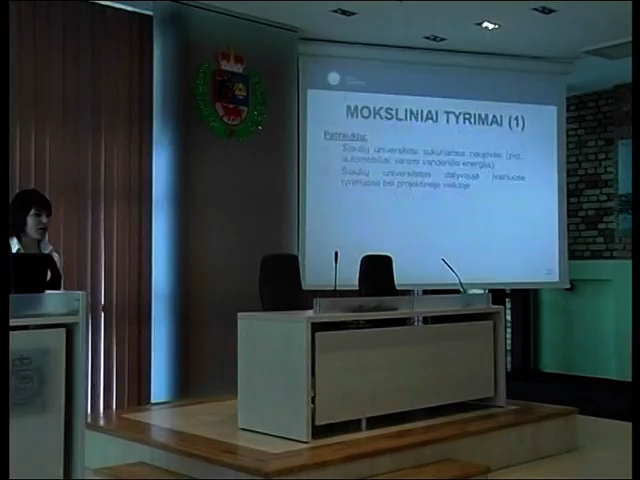 MOKSLINIAI TYRIMAI (1)
Patrauklu:
Šiaulių universitete sukuriamos naujovės (pvz.,
automobiliai, varomi vandenilio energija)
Šiaulių universitetas dalyvauja įvairiuose
tyrimuose bei projektinėje veikloje